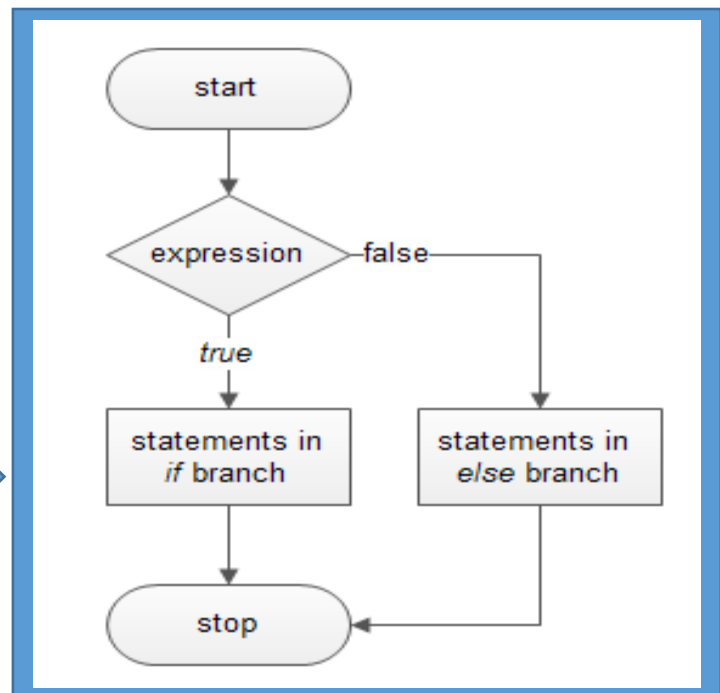 start
expression
false
true
statements in
if branch
statements in
else branch
stop